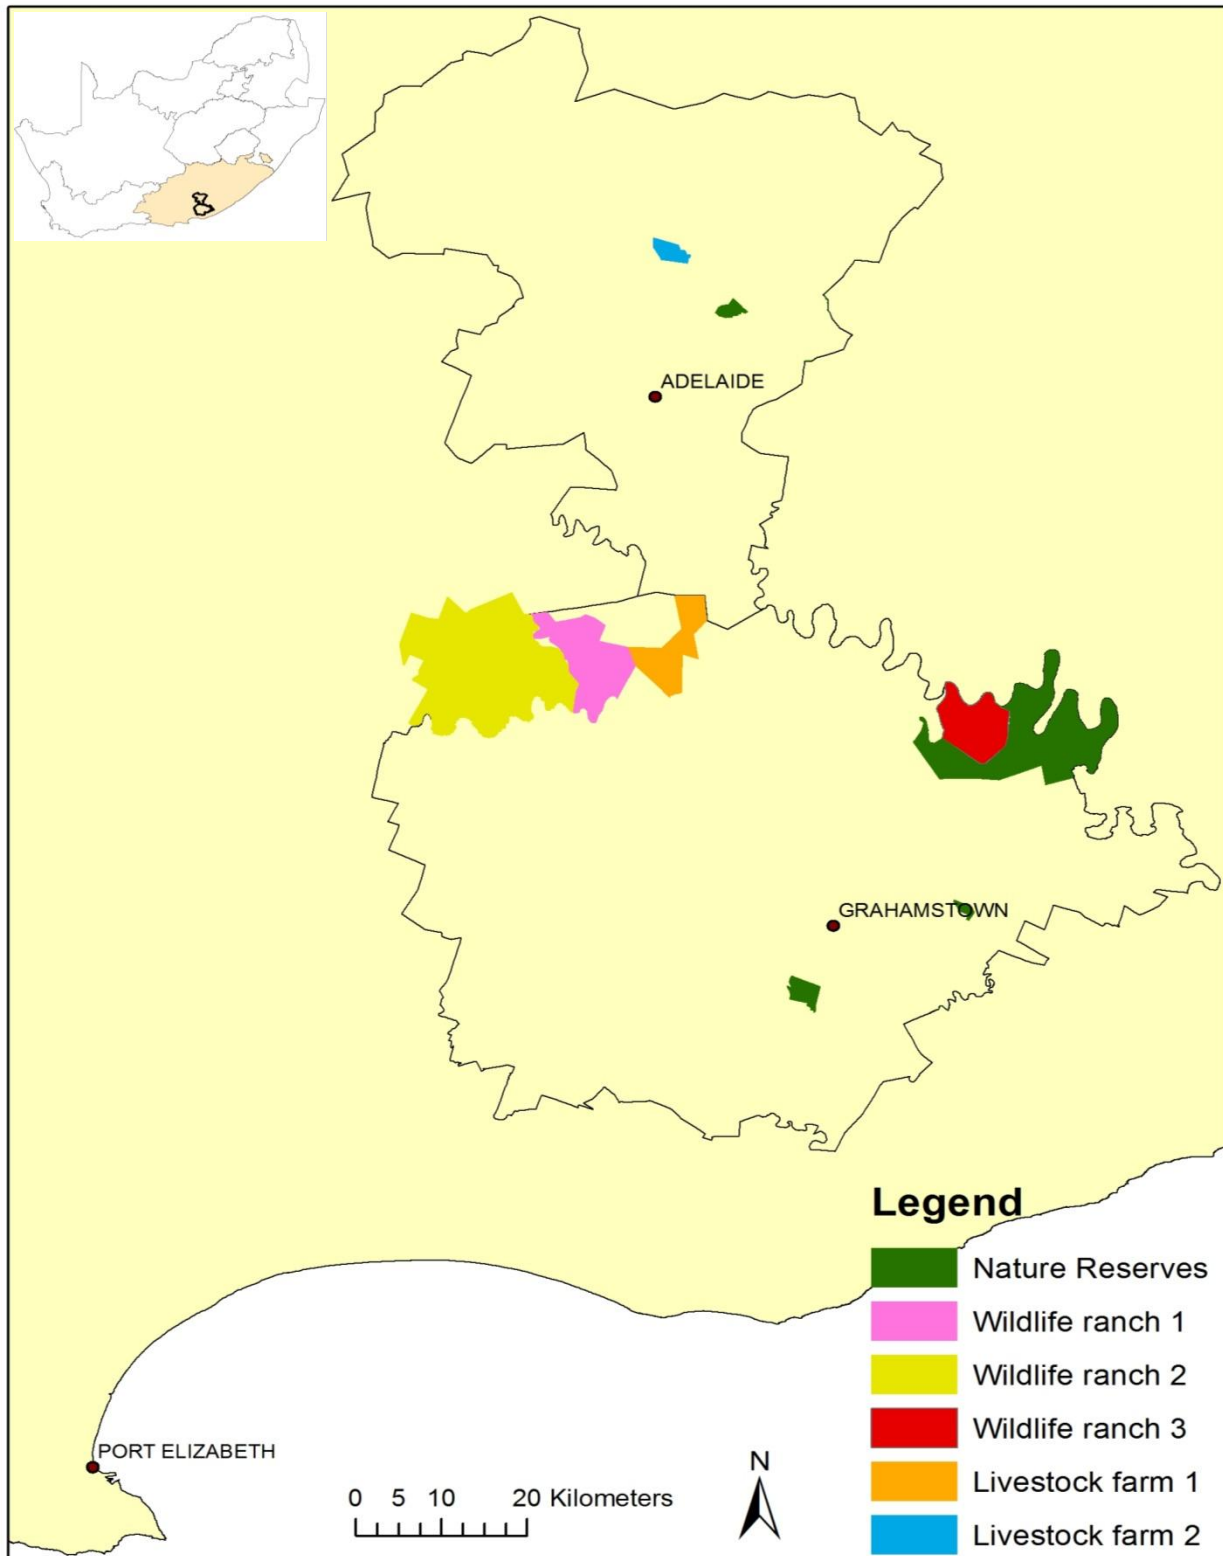 ADELAIDE
GRAHAMSTOWN
Legend
Nature Reserves
Wildlife ranch 1
Wildlife ranch 2
Wildlife ranch 3
Livestock farm 1
Livestock farm 2
PORT ELIZABETH
N
0 5 10 20 Kilometers